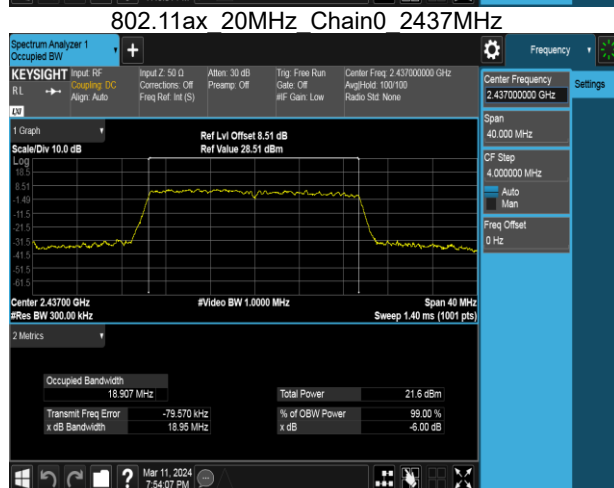 802.11ax_20MHz_Chain0_2437MHz
Spectrum Analyzer 1
Occupied BW
Frequency
KEYSIGHT
Input: RF
Input Z: 50 Ω
Atten: 30 dB
Trig: Free Run
Center Freq: 2.437000000 GHz
RL
Coupling: DC
Corrections: Off
Preamp: Off
Gate: Off
Avg|Hold: 100/100
Align: Auto
Freq Ref: Int (S)
#IF Gain: Low
Radio Std: None
LXI
Center Frequency
2.437000000 GHz
Settings
Span
40.000 MHz
CF Step
4.000000 MHz
Auto
Man
Freq Offset
0 Hz
1 Graph
Ref Lvl Offset 8.51 dB
Scale/Div 10.0 dB
Ref Value 28.51 dBm
Log
18.5
8.51
-1.49
-11.5
-21.5
-31.5
-41.5
-51.5
-61.5
Center 2.43700 GHz
#Video BW 1.0000 MHz
Span 40 MHz
#Res BW 300.00 kHz
Sweep 1.40 ms (1001 pts)
2 Metrics
Occupied Bandwidth
18.907 MHz
Total Power
21.6 dBm
Transmit Freq Error
-79.570 kHz
% of OBW Power
99.00 %
x dB Bandwidth
18.95 MHz
x dB
-6.00 dB
Mar 11, 2024
7:54:07 PM